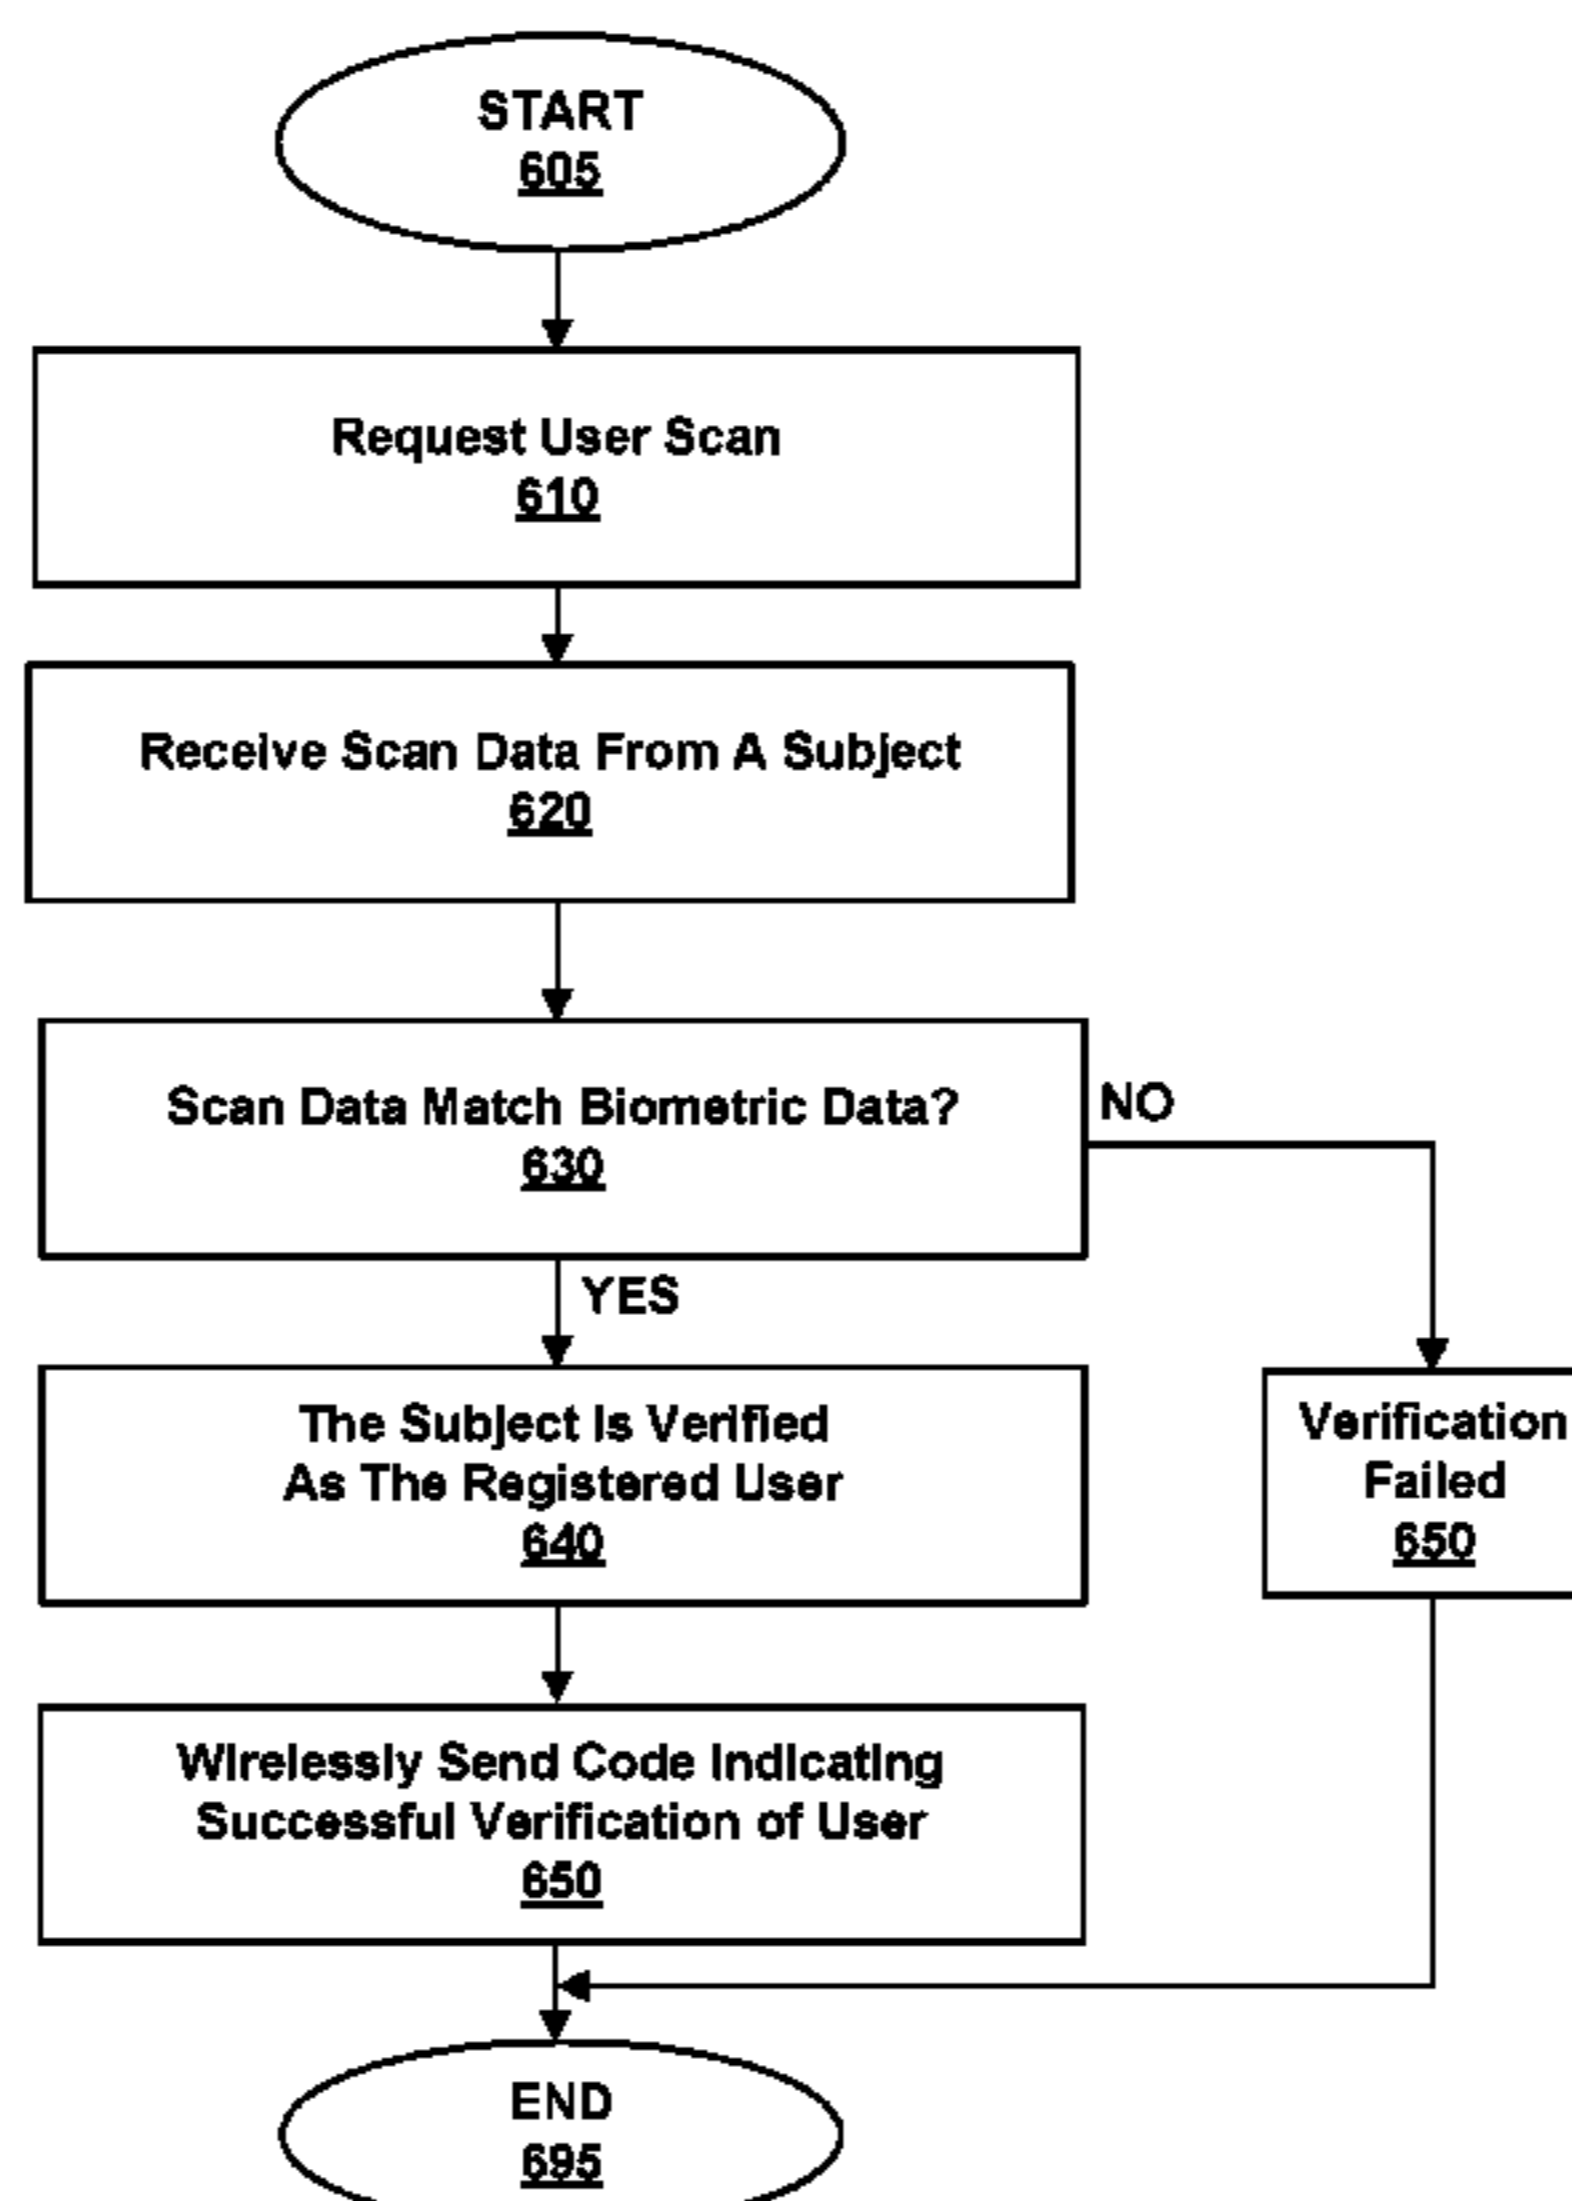 START
605
Request User Scan
610
Receive Scan Data From A Subject
620
Scan Data Match Biometric Data?
630
NO
YES
The Subject Is Verified
As The Registered User
640
Verification
Failed
650
Wirelessly Send Code Indicating
Successful Verification of User
650
END
695